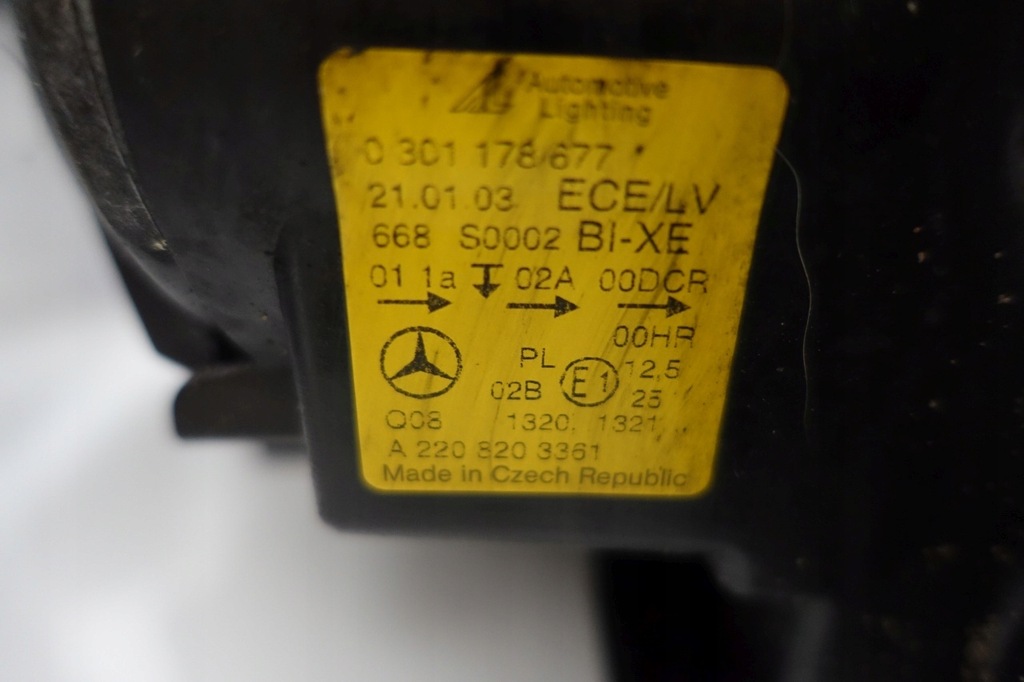 Automotive
Lighting
0 301 178 677
21.01.03 ECE/LV
668 S0002 BI-XE
01 1a 02A 00DCR
00HR
PL 12,5
02B E1 25
Q08 1320, 1321
A 220 820 3361
Made in Czech Republic